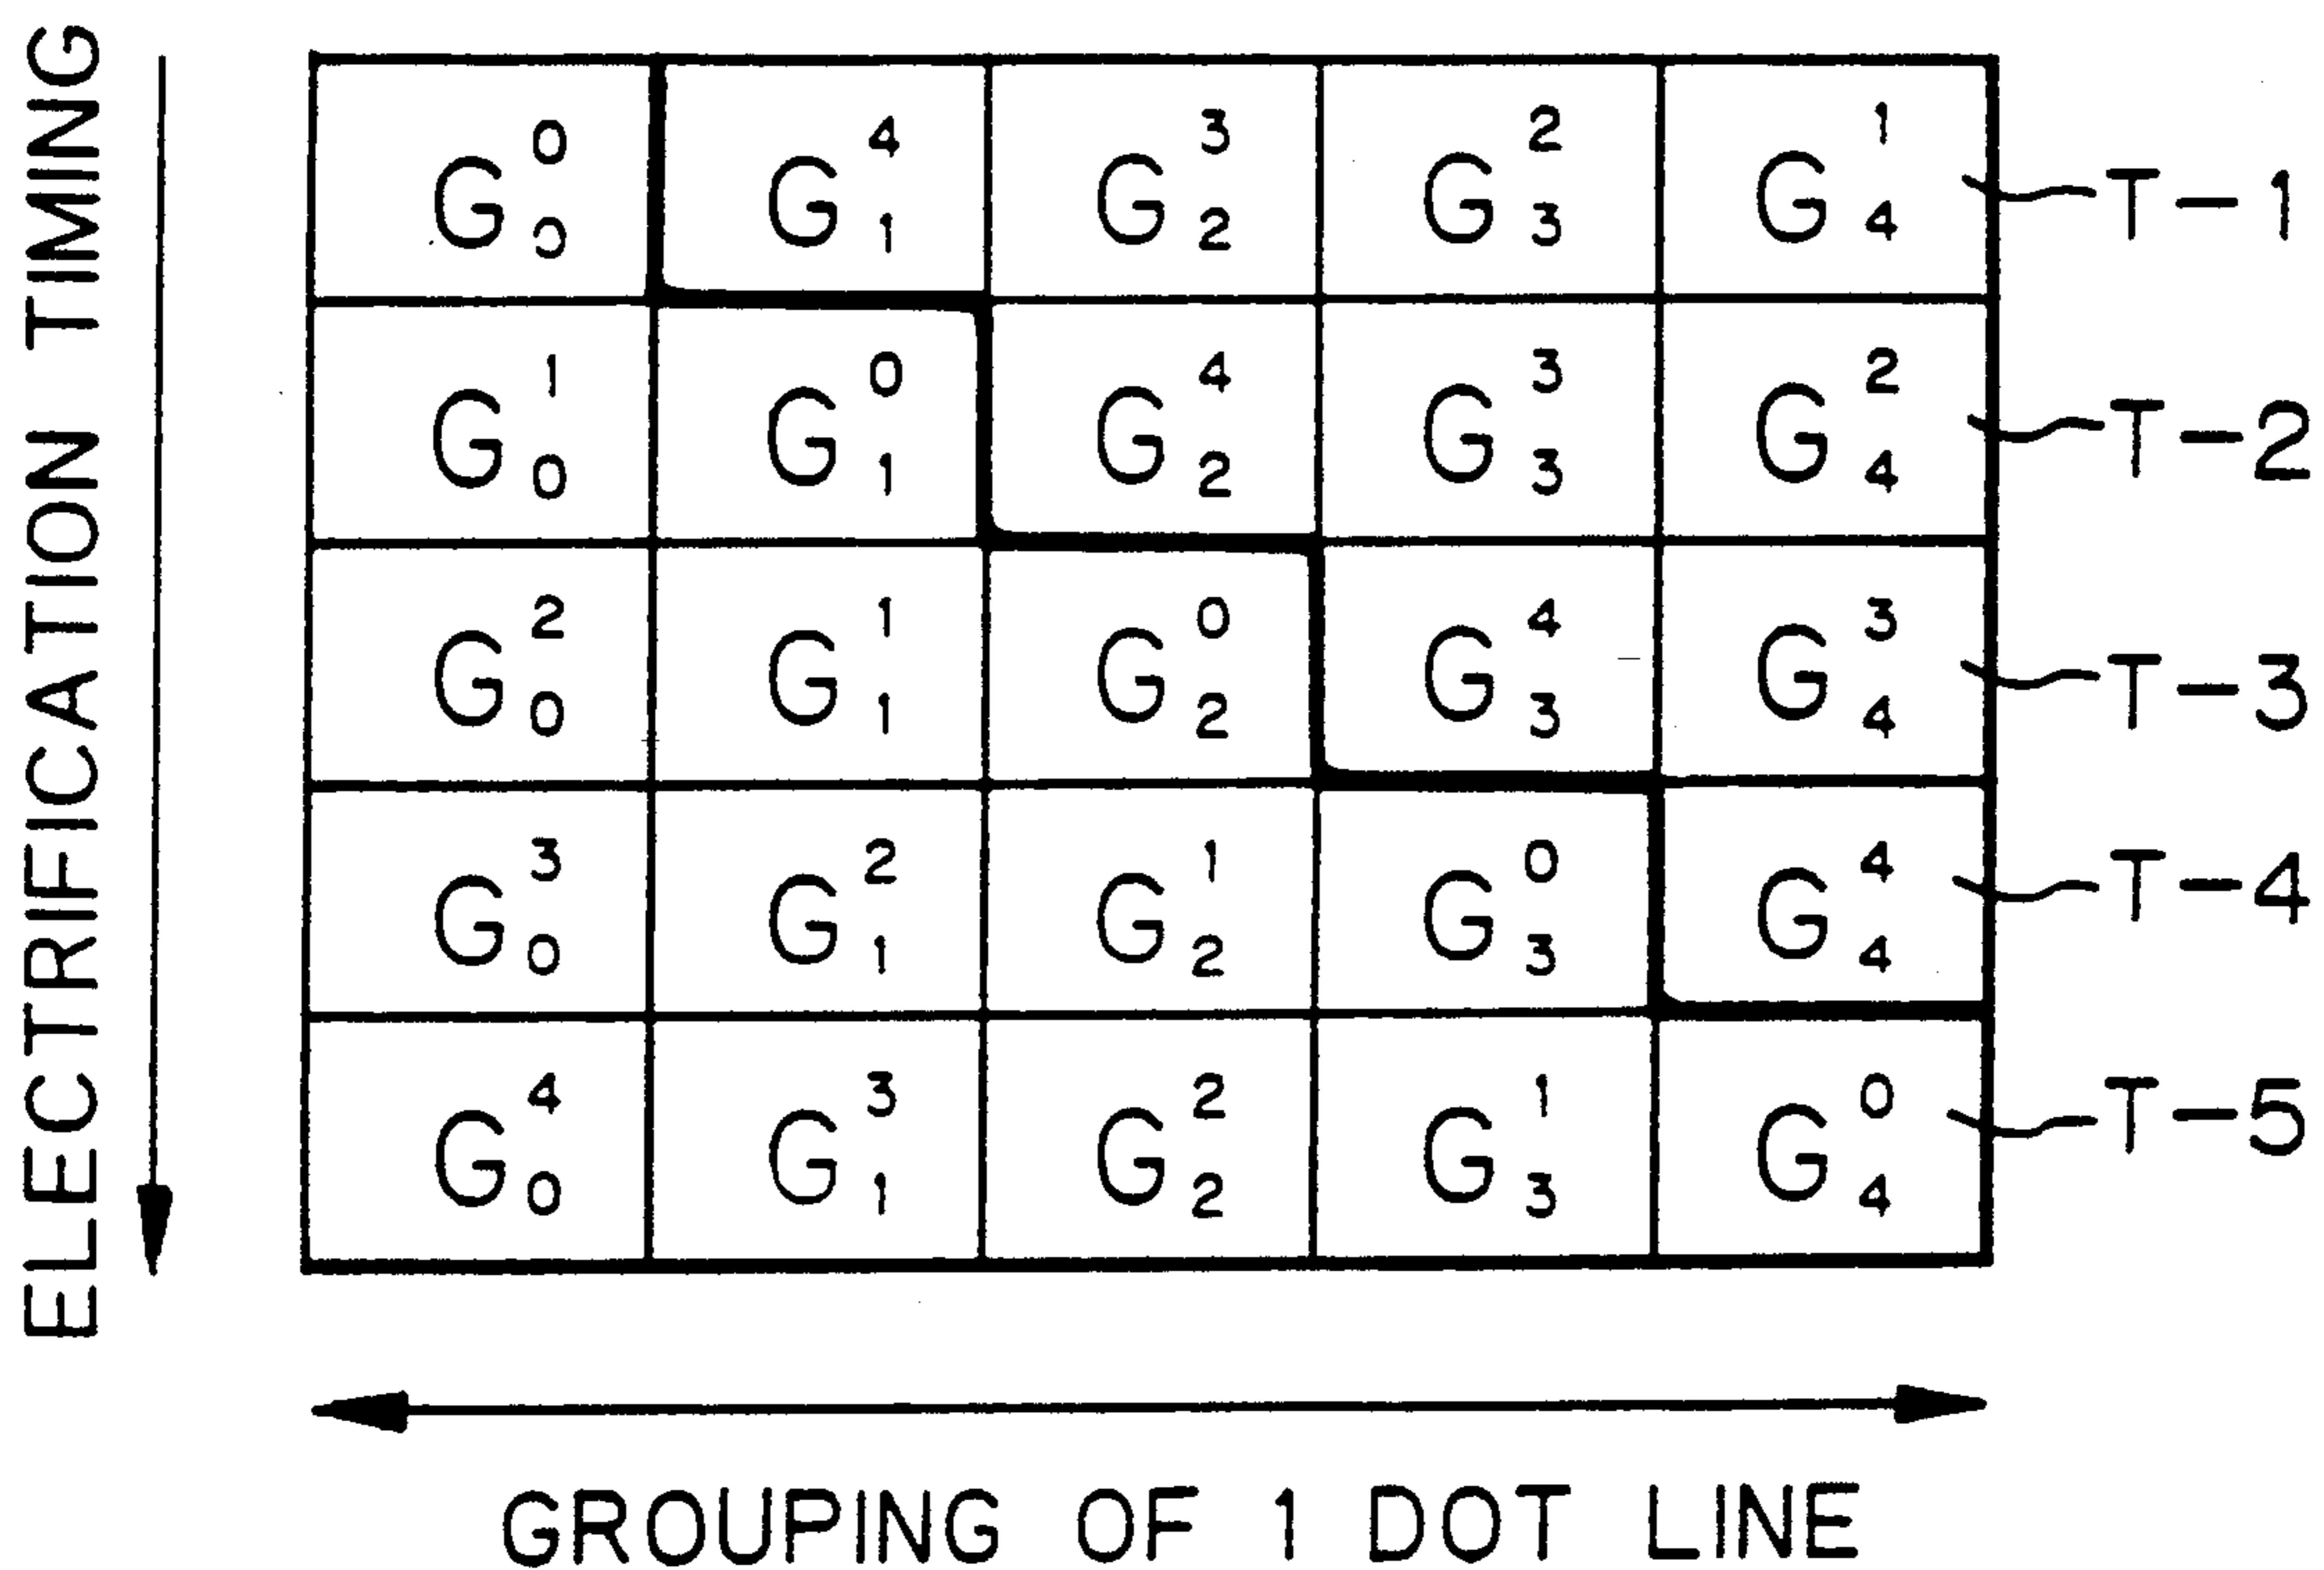 ELECTRIFICATION TIMING
G⁰₀ G⁴₁ G³₂ G²₃ G¹₄ T-1
G¹₀ G⁰₁ G⁴₂ G³₃ G²₄ T-2
G²₀ G¹₁ G⁰₂ G⁴₃ G³₄ T-3
G³₀ G²₁ G¹₂ G⁰₃ G⁴₄ T-4
G⁴₀ G³₁ G²₂ G¹₃ G⁰₄ T-5
GROUPING OF 1 DOT LINE